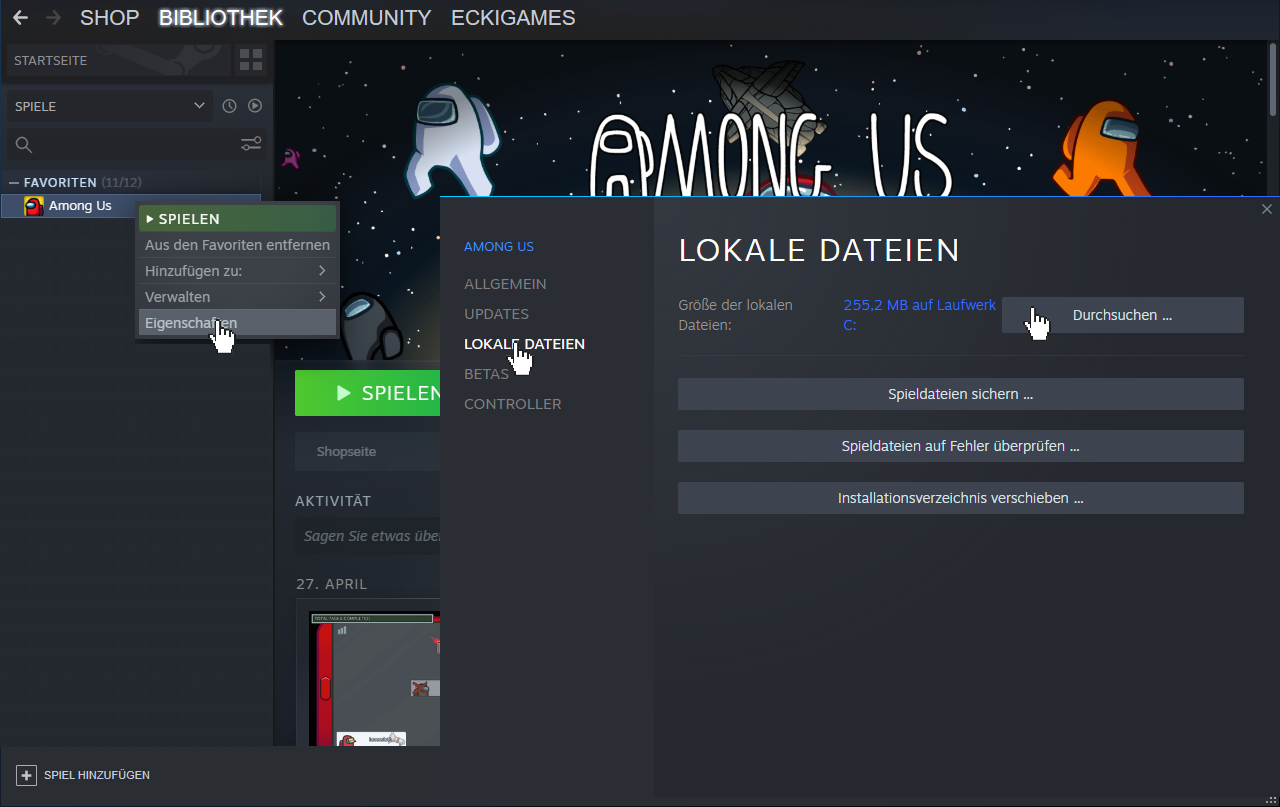 SHOP BIBLIOTHEK COMMUNITY ECKIGAMES
STARTSEITE
SPIELE
FAVORITEN (11/12)
Among Us
SPIELEN
Aus den Favoriten entfernen
Hinzufügen zu:
Verwalten
Eigenschaften
AMONG US
SPIELEN
Shopseite
AKTIVITÄT
Sagen Sie etwas über
27. APRIL
TOTAL TASKS COMPLETED
AMONG US
ALLGEMEIN
UPDATES
LOKALE DATEIEN
BETAS
CONTROLLER
LOKALE DATEIEN
Größe der lokalen
Dateien:
255,2 MB auf Laufwerk
C:
Durchsuchen ...
Spieldateien sichern ...
Spieldateien auf Fehler überprüfen ...
Installationsverzeichnis verschieben ...
SPIEL HINZUFÜGEN